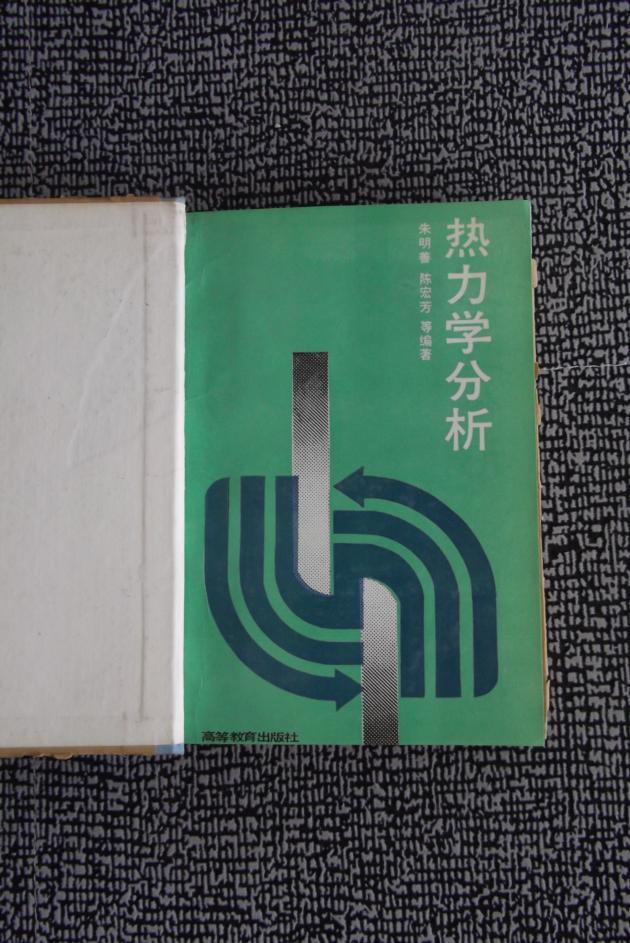 热力学分析
朱明善 陈宏芳 等编著
高等教育出版社